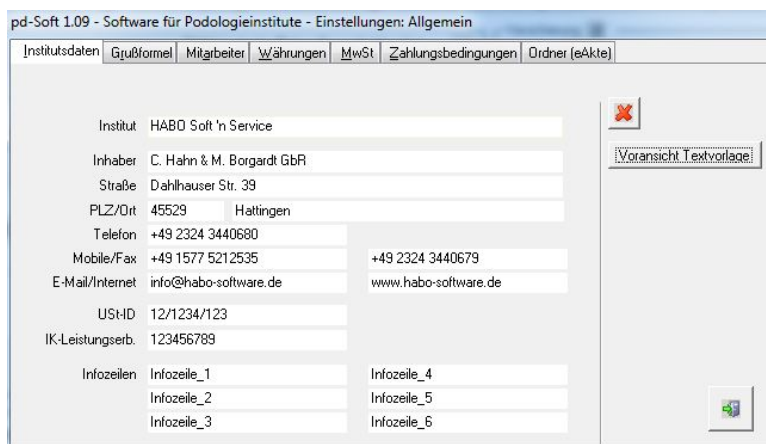 pd-Soft 1.09 - Software für Podologieinstitute - Einstellungen: Allgemein
Institutsdaten Grußformel Mitarbeiter Währungen MwSt Zahlungsbedingungen Ordner (eAkte)
Institut HABO Soft 'n Service
Voransicht Textvorlage
Inhaber C. Hahn & M. Borgardt GbR
Straße Dahlhauser Str. 39
PLZ/Ort 45529 Hattingen
Telefon +49 2324 3440680
Mobile/Fax +49 1577 5212535 +49 2324 3440679
E-Mail/Internet info@habo-software.de www.habo-software.de
USt-ID 12/1234/123
IK-Leistungserb. 123456789
Infozeilen Infozeile_1 Infozeile_4
Infozeile_2 Infozeile_5
Infozeile_3 Infozeile_6